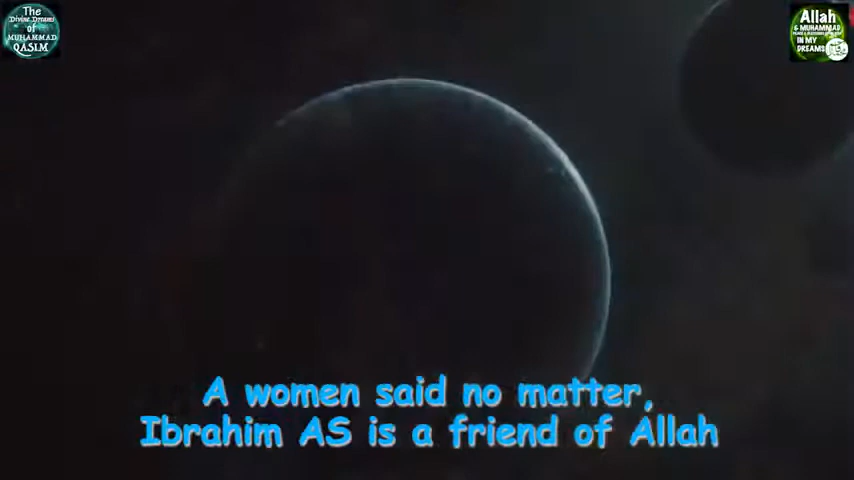 The
Divine Dreams
of
MUHAMMAD
QASIM
Allah
& MUHAMMAD
IN MY
DREAMS
A women said no matter,
Ibrahim AS is a friend of Allah